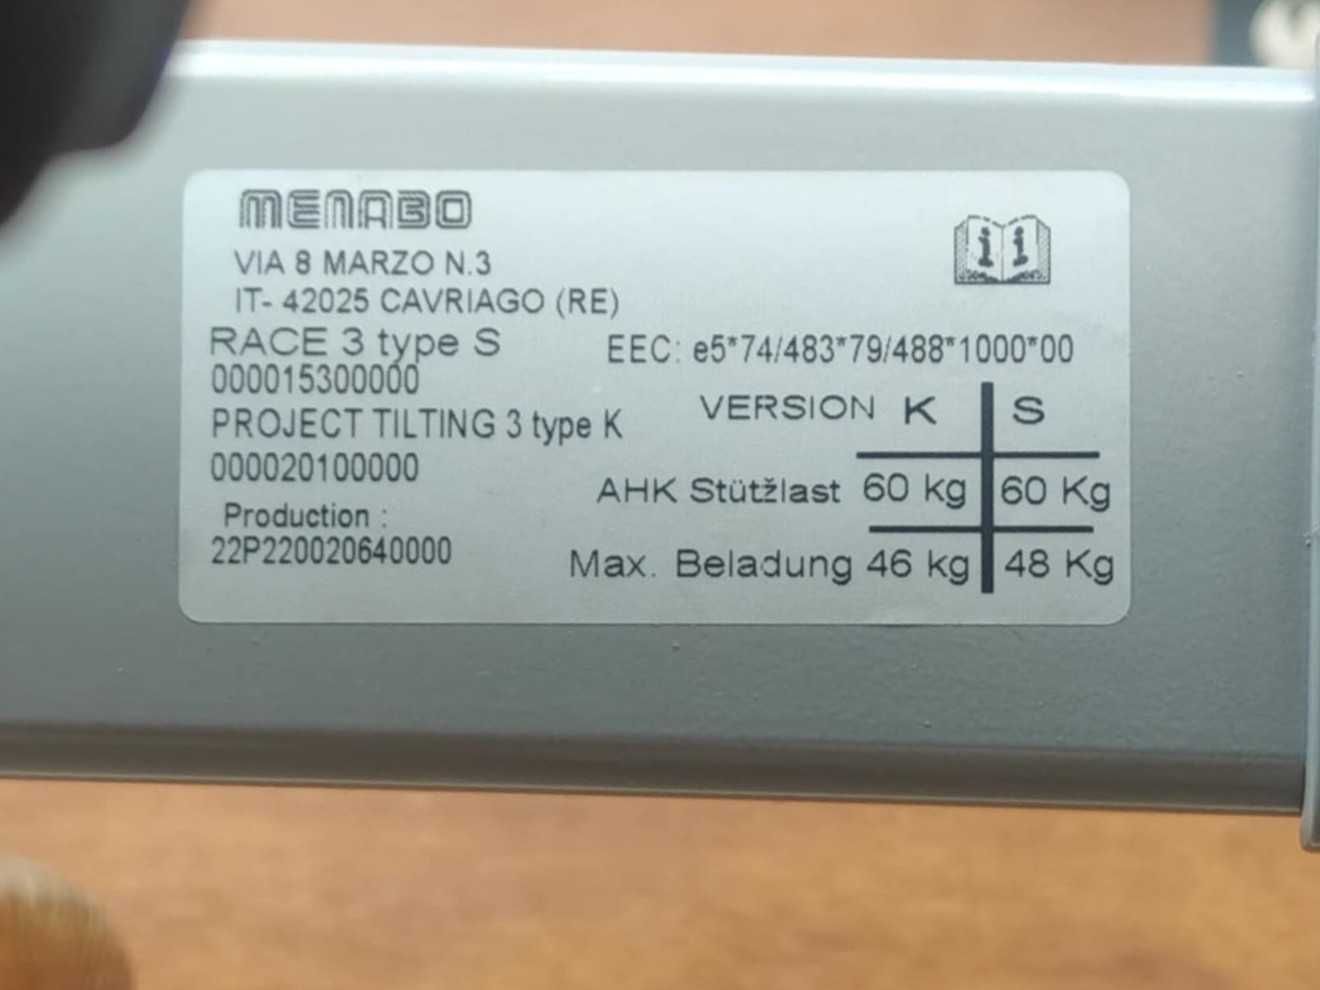 MENABO
VIA 8 MARZO N.3
IT- 42025 CAVRIAGO (RE)
RACE 3 type S
000015300000
PROJECT TILTING 3 type K
000020100000
Production :
22P220020640000
EEC: e5*74/483*79/488*1000*00
VERSION K S
AHK Stütžlast 60 kg 60 Kg
Max. Beladung 46 kg 48 Kg